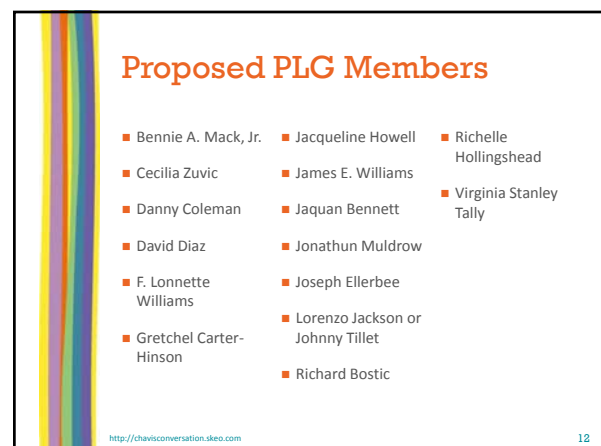 Proposed PLG Members
■ Bennie A. Mack, Jr.
■ Cecilia Zuvic
■ Danny Coleman
■ David Diaz
■ F. Lonnette
Williams
■ Gretchel Carter-
Hinson
■ Jacqueline Howell
■ James E. Williams
■ Jaquan Bennett
■ Jonathun Muldrow
■ Joseph Ellerbee
■ Lorenzo Jackson or
Johnny Tillet
■ Richard Bostic
■ Richelle
Hollingshead
■ Virginia Stanley
Tally
http://chavisconversation.skeo.com
12